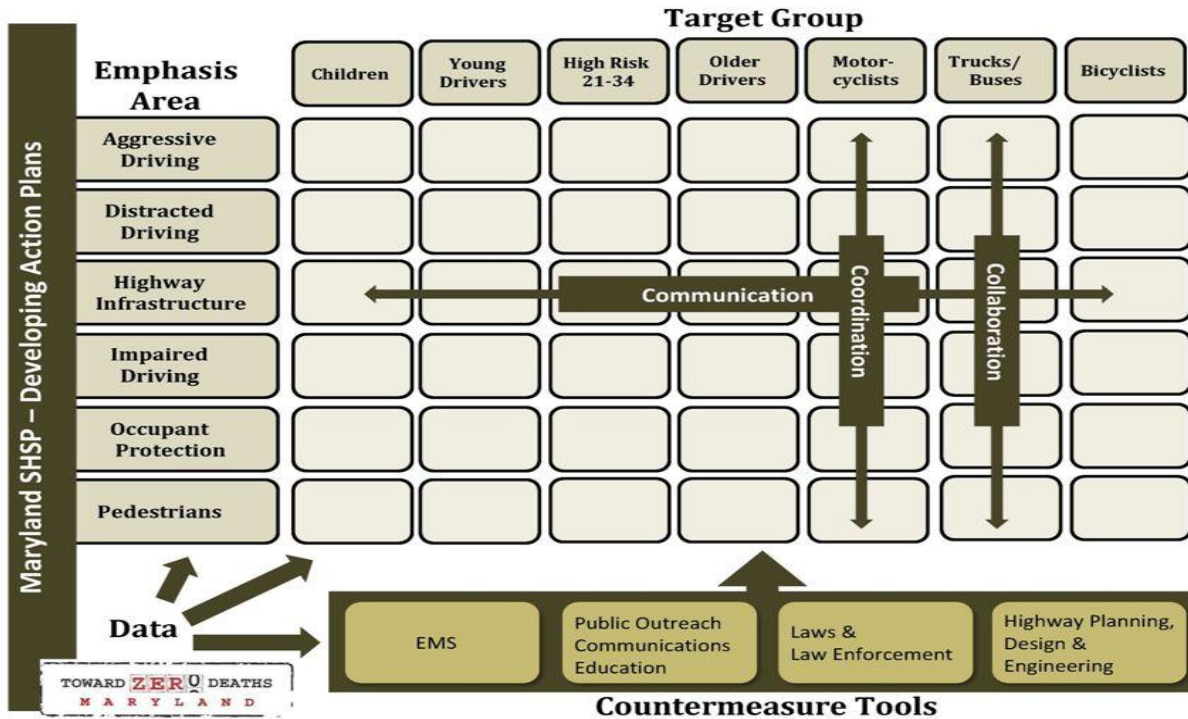 Target Group
Emphasis
Area
Children
Young
Drivers
High Risk
21-34
Older
Drivers
Motor-
cyclists
Trucks/
Buses
Bicyclists
Maryland SHSP – Developing Action Plans
Aggressive
Driving
Distracted
Driving
Highway
Infrastructure
Impaired
Driving
Occupant
Protection
Pedestrians
Communication
Coordination
Collaboration
Data
EMS
Public Outreach
Communications
Education
Laws &
Law Enforcement
Highway Planning,
Design &
Engineering
Countermeasure Tools
TOWARD ZERO DEATHS
MARYLAND